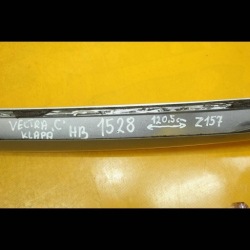 VECTRA "C" HB 1528 120,5 Z157
KLAPA